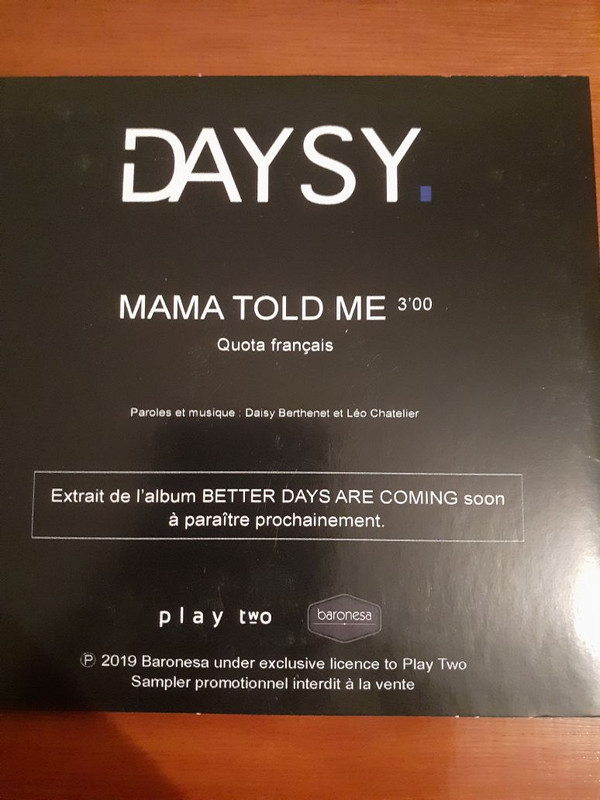 DAYSY.
MAMA TOLD ME 3'00
Quota français
Paroles et musique : Daisy Berthenet et Léo Chatelier
Extrait de l'album BETTER DAYS ARE COMING soon
à paraître prochainement.
play two baronesa
℗ 2019 Baronesa under exclusive licence to Play Two
Sampler promotionnel interdit à la vente